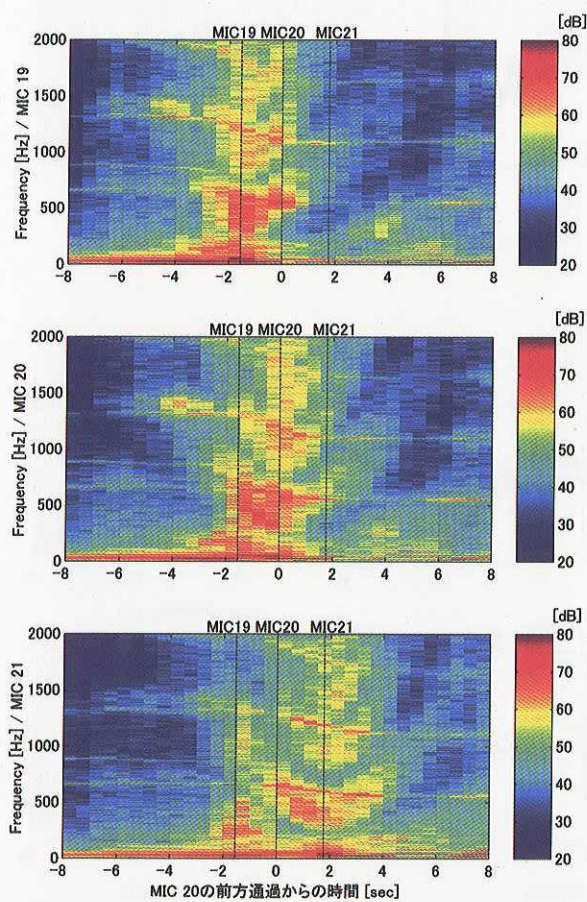 [dB]
MIC19 MIC20 MIC21
2000
1500
1000
500
0
Frequency [Hz] / MIC 19
-8 -6 -4 -2 0 2 4 6 8
80
70
60
50
40
30
20
[dB]
MIC19 MIC20 MIC21
2000
1500
1000
500
0
Frequency [Hz] / MIC 20
-8 -6 -4 -2 0 2 4 6 8
80
70
60
50
40
30
20
[dB]
MIC19 MIC20 MIC21
2000
1500
1000
500
0
Frequency [Hz] / MIC 21
-8 -6 -4 -2 0 2 4 6 8
80
70
60
50
40
30
20
MIC 20の前方通過からの時間 [sec]